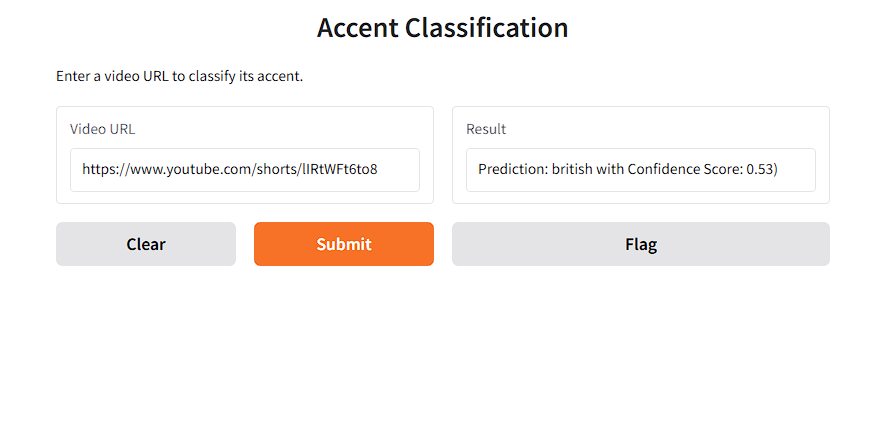 Accent Classification
Enter a video URL to classify its accent.
Video URL
https://www.youtube.com/shorts/lIRtWFt6to8
Result
Prediction: british with Confidence Score: 0.53)
Clear
Submit
Flag